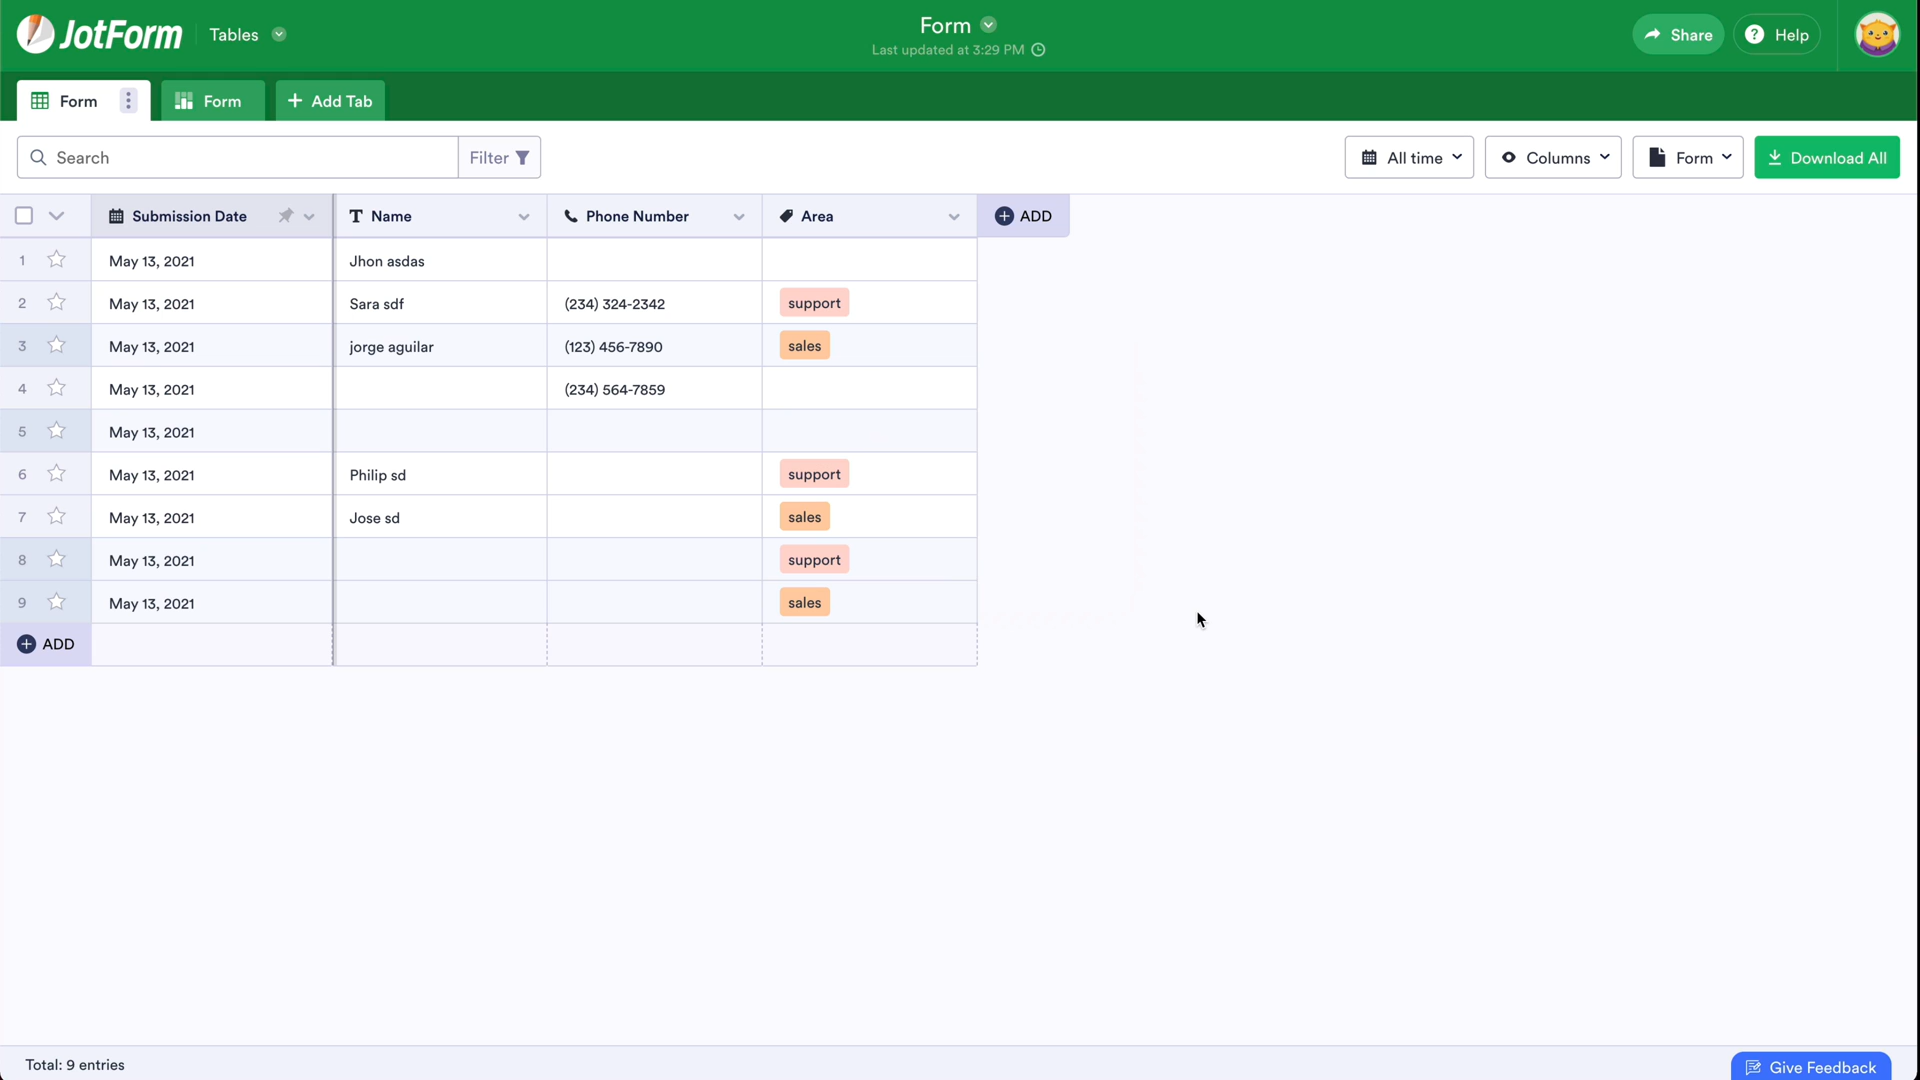 JotForm Tables Form Share Help
Last updated at 3:29 PM
Form Form Add Tab
Search Filter All time Columns Form Download All
Submission Date Name Phone Number Area ADD
1 May 13, 2021 Jhon asdas
2 May 13, 2021 Sara sdf (234) 324-2342 support
3 May 13, 2021 jorge aguilar (123) 456-7890 sales
4 May 13, 2021 (234) 564-7859
5 May 13, 2021
6 May 13, 2021 Philip sd support
7 May 13, 2021 Jose sd sales
8 May 13, 2021 support
9 May 13, 2021 sales
ADD
Total: 9 entries Give Feedback